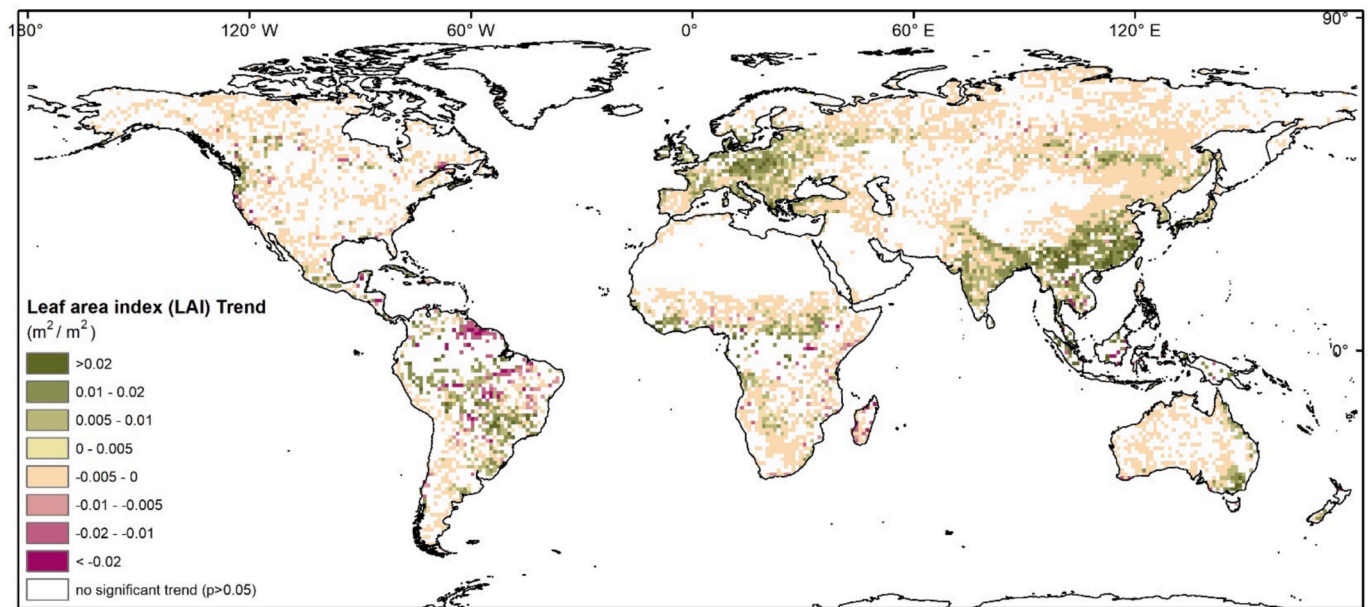 180° 120° W 60° W 0° 60° E 120° E 90°
0°
Leaf area index (LAI) Trend
(m² / m²)
>0.02
0.01 - 0.02
0.005 - 0.01
0 - 0.005
-0.005 - 0
-0.01 - -0.005
-0.02 - -0.01
< -0.02
no significant trend (p>0.05)